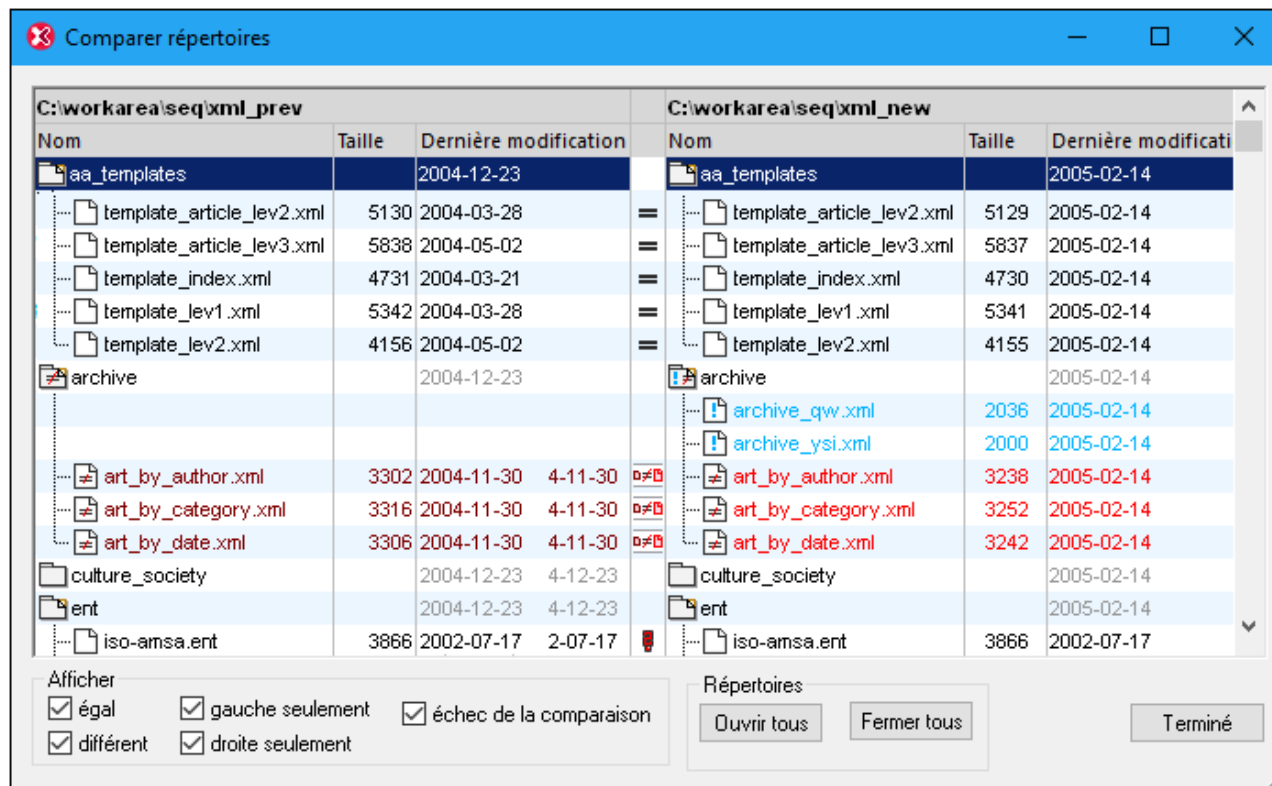 Comparer répertoires
C:\workarea\seq\xml_prev C:\workarea\seq\xml_new
Nom Taille Dernière modification Nom Taille Dernière modificati
aa_templates 2004-12-23 aa_templates 2005-02-14
template_article_lev2.xml 5130 2004-03-28 = template_article_lev2.xml 5129 2005-02-14
template_article_lev3.xml 5838 2004-05-02 = template_article_lev3.xml 5837 2005-02-14
template_index.xml 4731 2004-03-21 = template_index.xml 4730 2005-02-14
template_lev1.xml 5342 2004-03-28 = template_lev1.xml 5341 2005-02-14
template_lev2.xml 4156 2004-05-02 = template_lev2.xml 4155 2005-02-14
archive 2004-12-23 archive 2005-02-14
archive_qw.xml 2036 2005-02-14
archive_ysi.xml 2000 2005-02-14
art_by_author.xml 3302 2004-11-30 4-11-30 ≠ art_by_author.xml 3238 2005-02-14
art_by_category.xml 3316 2004-11-30 4-11-30 ≠ art_by_category.xml 3252 2005-02-14
art_by_date.xml 3306 2004-11-30 4-11-30 ≠ art_by_date.xml 3242 2005-02-14
culture_society 2004-12-23 4-12-23 culture_society 2005-02-14
ent 2004-12-23 4-12-23 ent 2005-02-14
iso-amsa.ent 3866 2002-07-17 2-07-17 iso-amsa.ent 3866 2002-07-17
Afficher Répertoires
égal gauche seulement échec de la comparaison Ouvrir tous Fermer tous Terminé
différent droite seulement